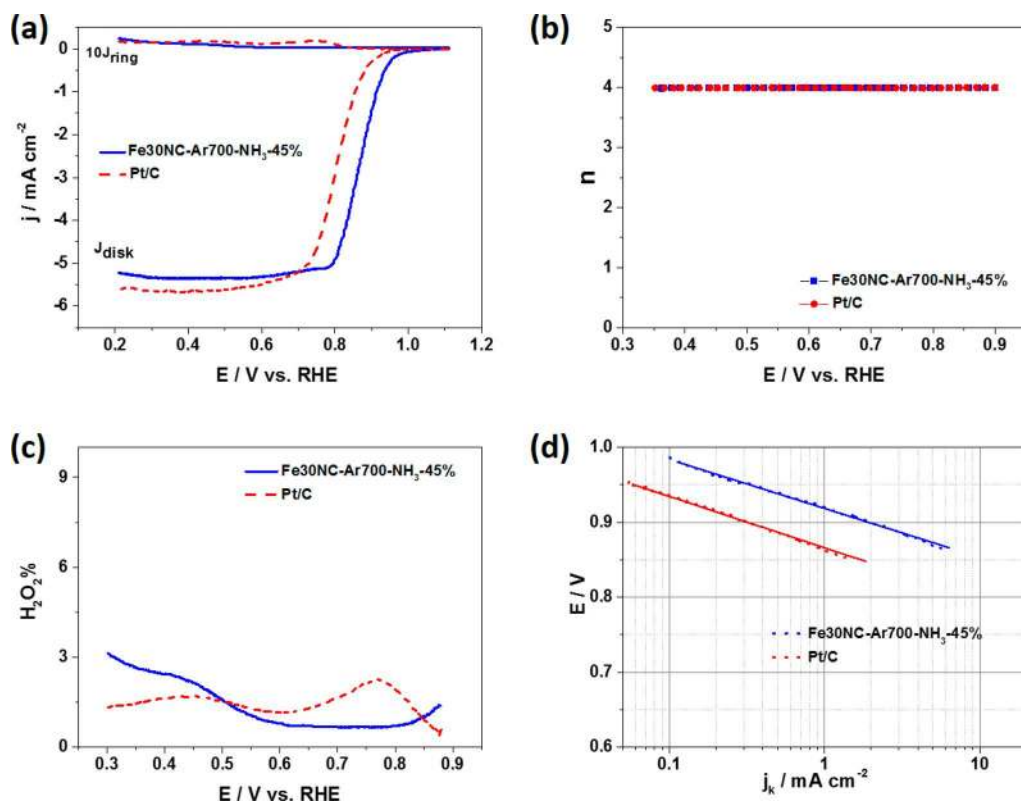 (a)
0
-1
-2
-3
-4
-5
-6
j / mA cm⁻²
10J_ring
Fe30NC-Ar700-NH₃-45%
Pt/C
J_disk
0.2 0.4 0.6 0.8 1.0 1.2
E / V vs. RHE
(b)
5
4
3
2
1
0
n
Fe30NC-Ar700-NH₃-45%
Pt/C
0.3 0.4 0.5 0.6 0.7 0.8 0.9
E / V vs. RHE
(c)
9
6
3
0
H₂O₂%
Fe30NC-Ar700-NH₃-45%
Pt/C
0.3 0.4 0.5 0.6 0.7 0.8 0.9
E / V vs. RHE
(d)
1.0
0.9
0.8
0.7
0.6
E / V
Fe30NC-Ar700-NH₃-45%
Pt/C
0.1 1 10
j_k / mA cm⁻²